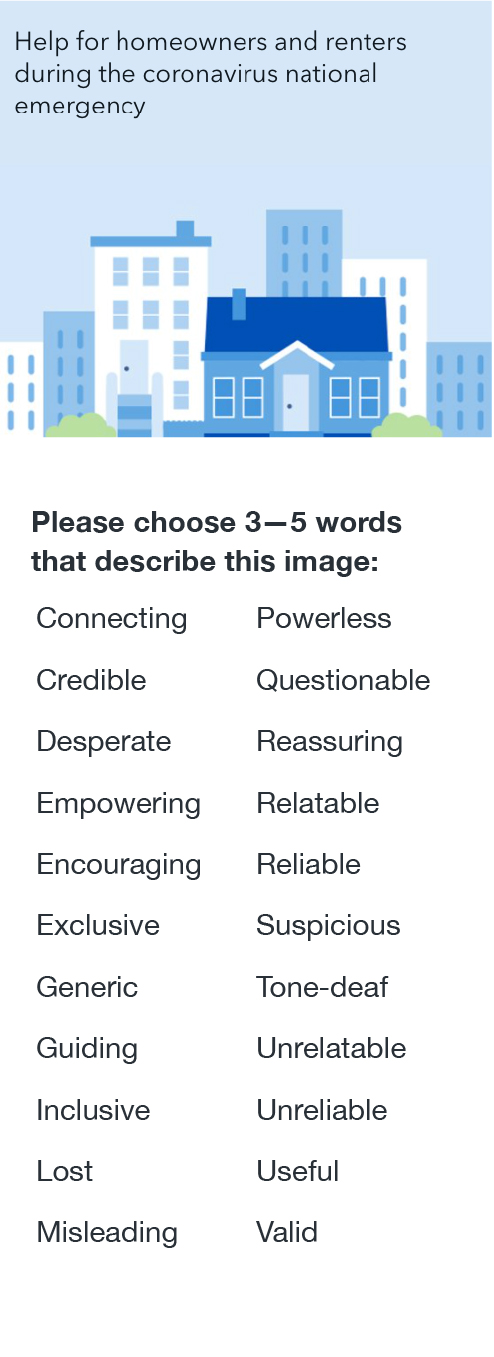 Help for homeowners and renters
during the coronavirus national
emergency
Please choose 3—5 words
that describe this image:
Connecting
Credible
Desperate
Empowering
Encouraging
Exclusive
Generic
Guiding
Inclusive
Lost
Misleading
Powerless
Questionable
Reassuring
Relatable
Reliable
Suspicious
Tone-deaf
Unrelatable
Unreliable
Useful
Valid